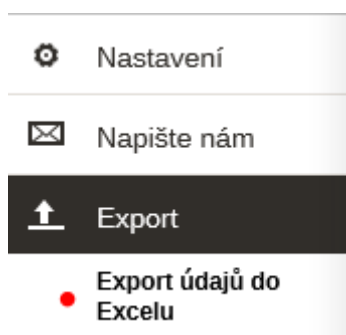 Nastavení
Napište nám
Export
Export údajů do
Excelu